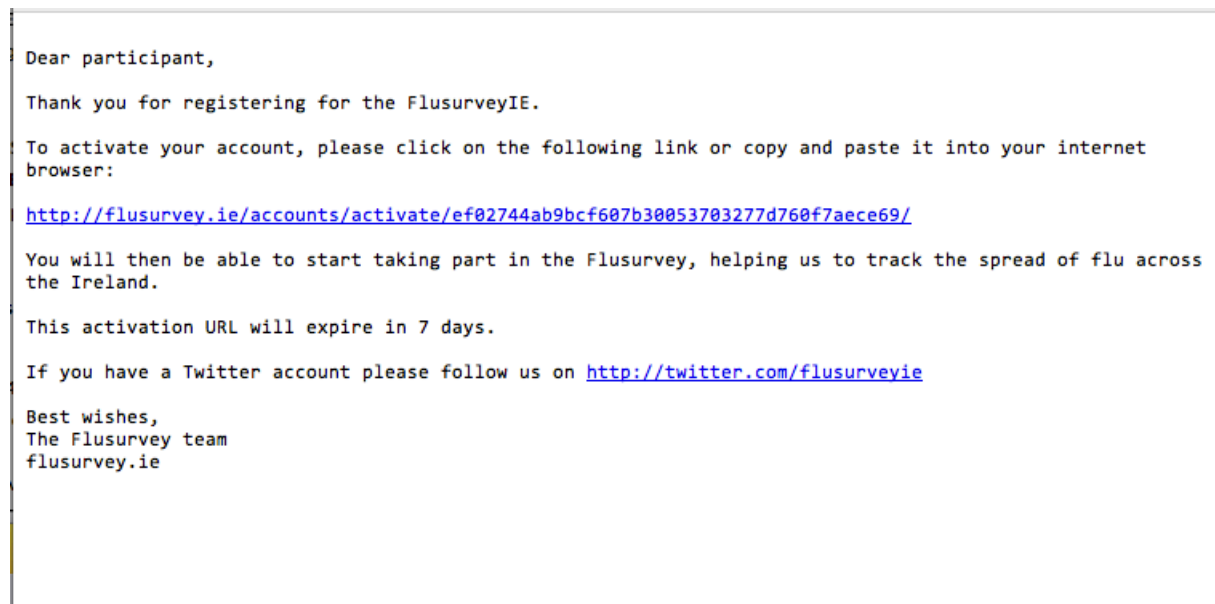 Dear participant,
Thank you for registering for the FlusurveyIE.
To activate your account, please click on the following link or copy and paste it into your internet
browser:
http://flusurvey.ie/accounts/activate/ef02744ab9bcf607b30053703277d760f7aece69/
You will then be able to start taking part in the Flusurvey, helping us to track the spread of flu across
the Ireland.
This activation URL will expire in 7 days.
If you have a Twitter account please follow us on http://twitter.com/flusurveyie
Best wishes,
The Flusurvey team
flusurvey.ie